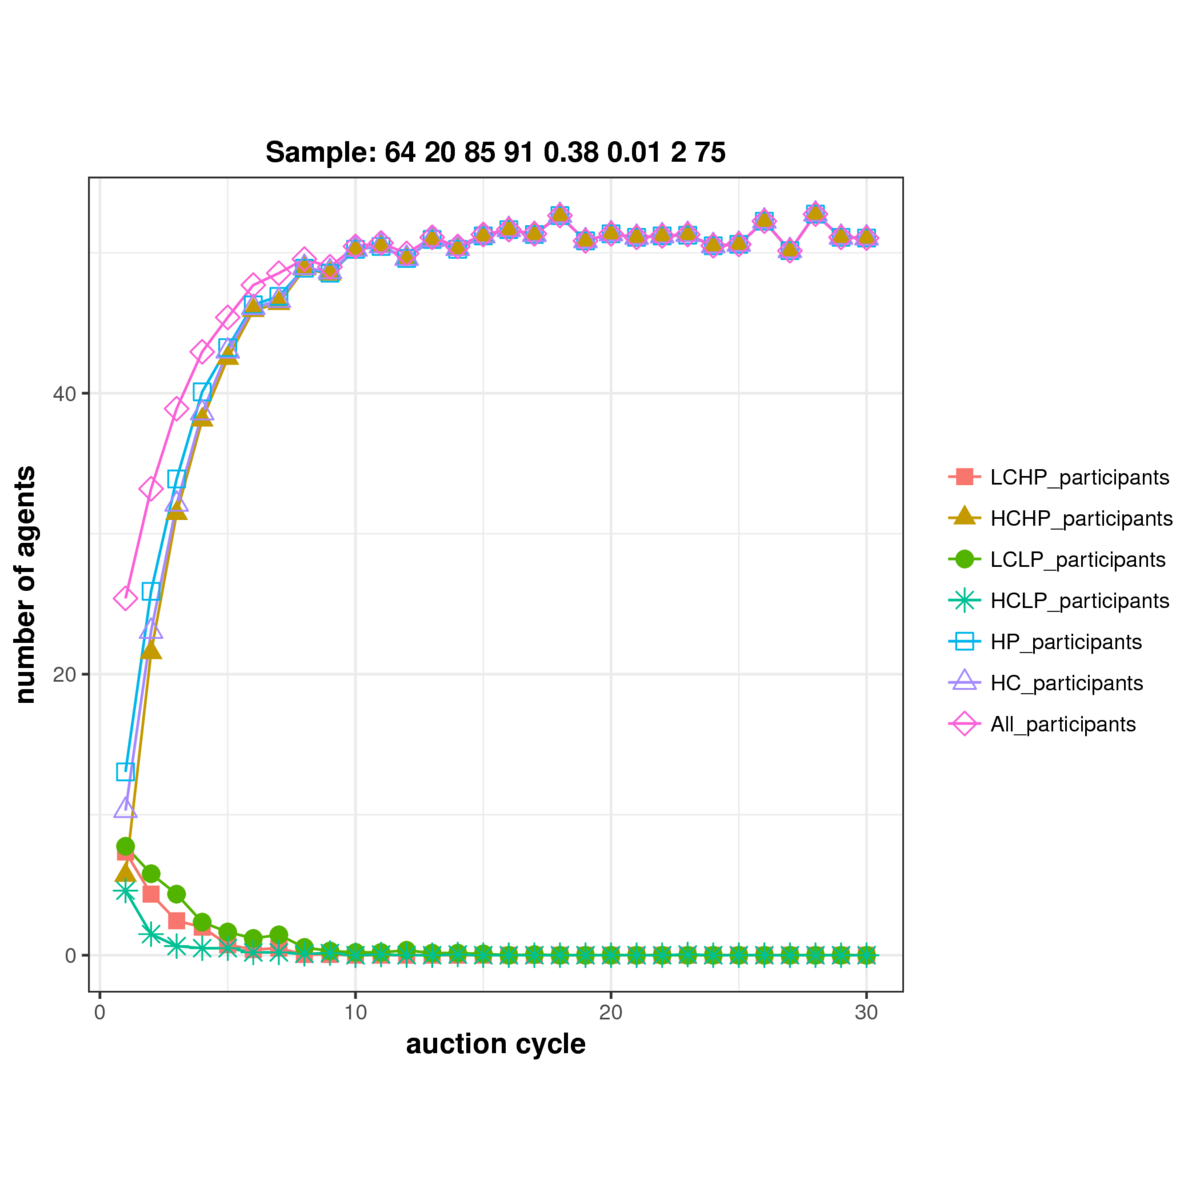 Sample: 64 20 85 91 0.38 0.01 2 75
number of agents
40
20
0
0 10 20 30
auction cycle
LCHP_participants
HCHP_participants
LCLP_participants
HCLP_participants
HP_participants
HC_participants
All_participants